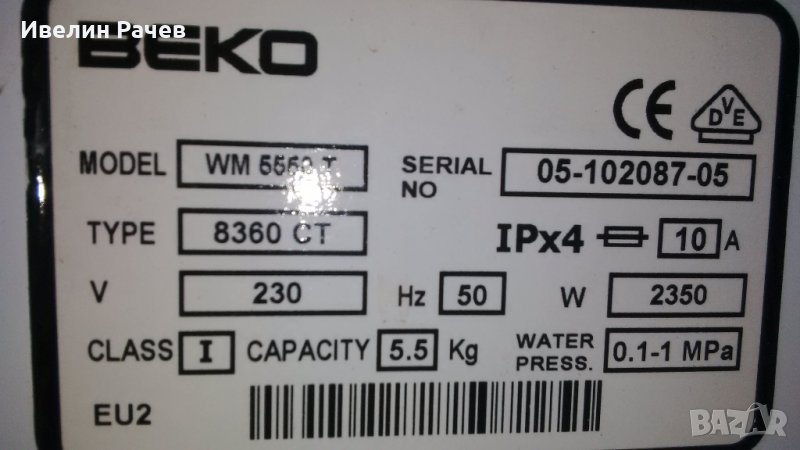 Ивелин Рачев
BEKO
CE DVE
MODEL WM SERIAL NO 05-102087-05
TYPE 8360 CT IPx4 10 A
V 230 Hz 50 W 2350
CLASS I CAPACITY 5.5 Kg WATER PRESS. 0.1-1 MPa
EU2
BAZAR